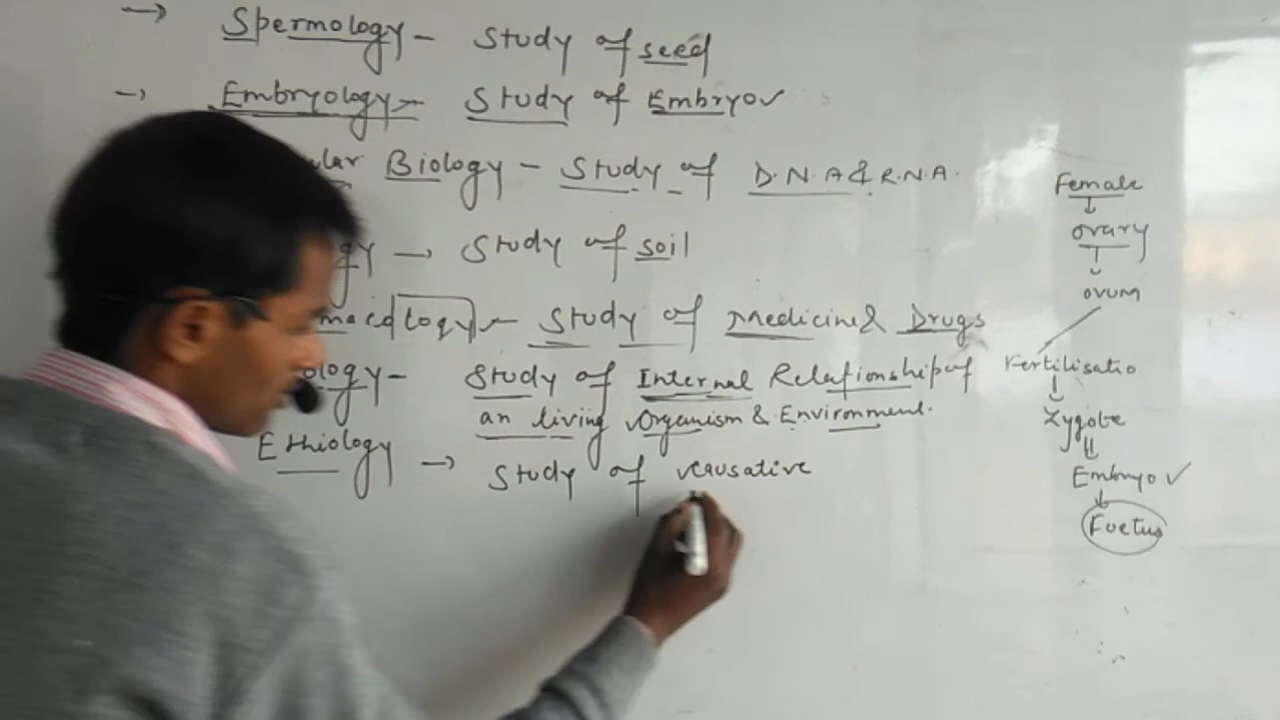 → Spermology - Study of seed
→ Embryology - Study of Embryo
Biology - Study of D.N.A & R.N.A.
→ Study of soil
Study of Medicine & Drugs
Study of Internal Relationship of
an living Organism & Environment.
Ethiology → Study of causative
Female
↓
ovary
↓
ovum
Fertilisatio
↓
Zygote
Embryo ✓
↓
Foetus